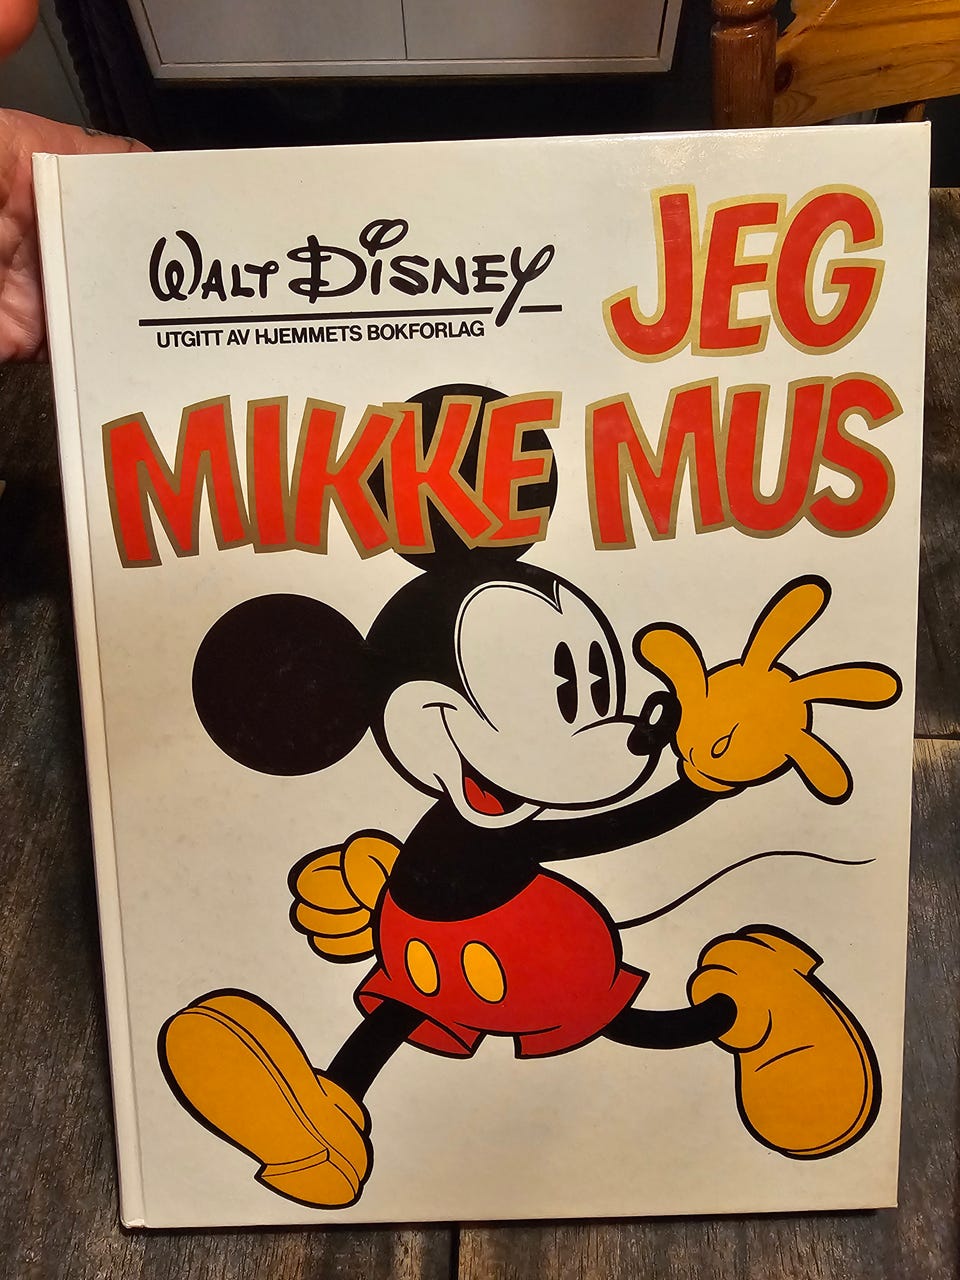 WALT DISNEY
UTGITT AV HJEMMETS BOKFORLAG
JEG
MIKKE MUS